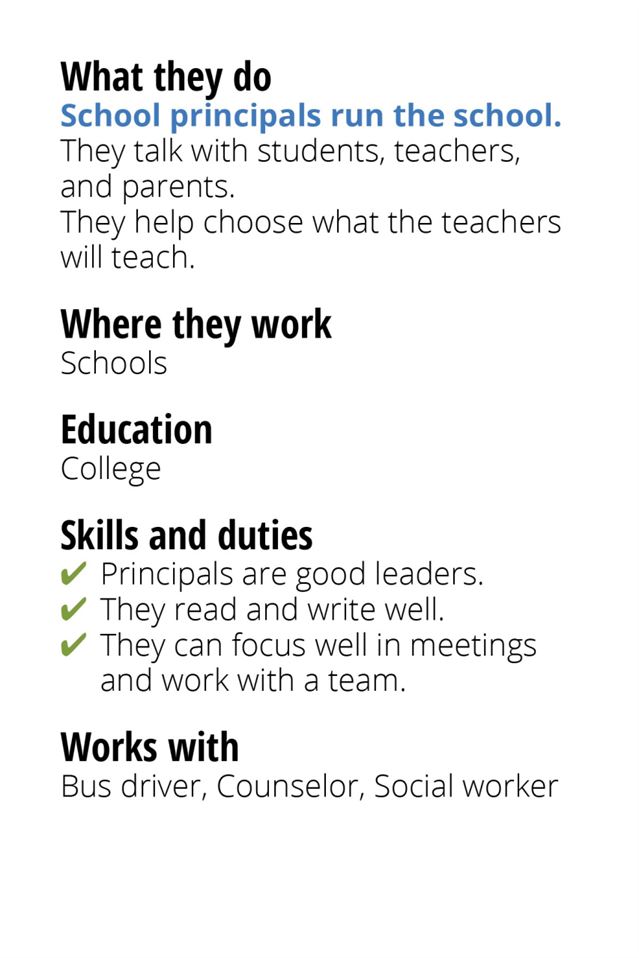 What they do
School principals run the school.
They talk with students, teachers,
and parents.
They help choose what the teachers
will teach.
Where they work
Schools
Education
College
Skills and duties
✔ Principals are good leaders.
✔ They read and write well.
✔ They can focus well in meetings
and work with a team.
Works with
Bus driver, Counselor, Social worker